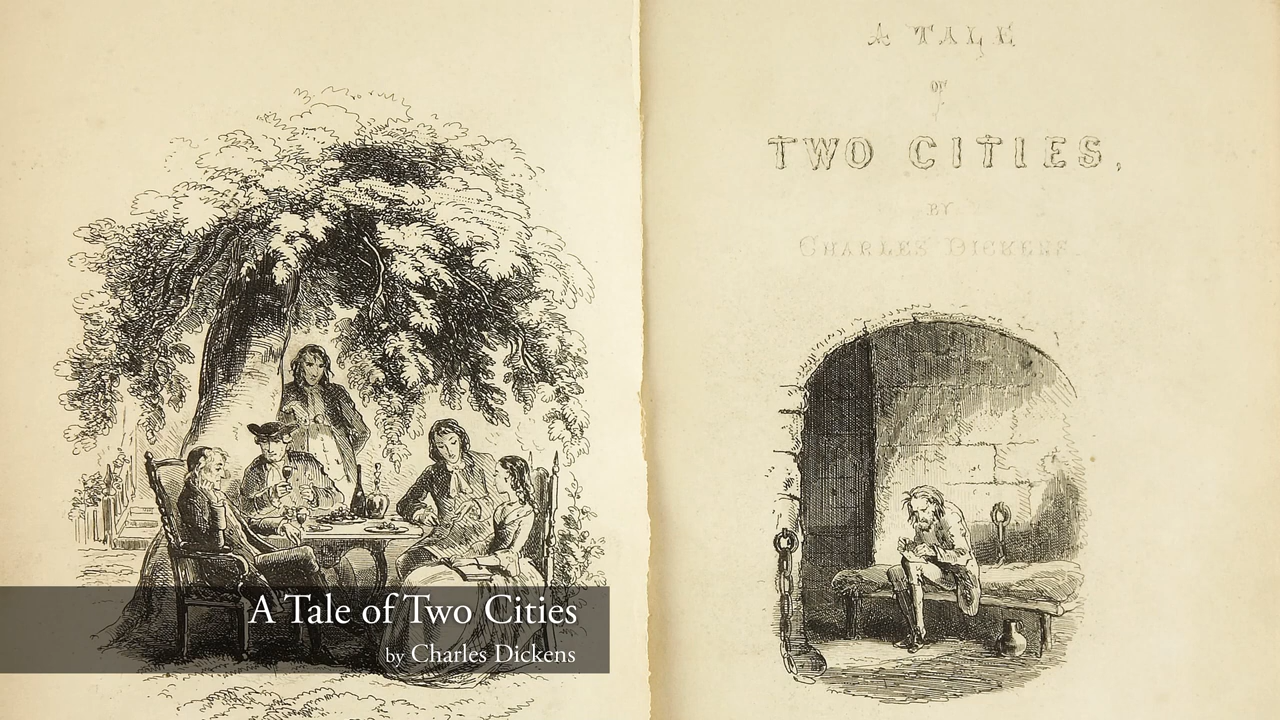 A TALE
OF
TWO CITIES,
BY
CHARLES DICKENS.
A Tale of Two Cities
by Charles Dickens